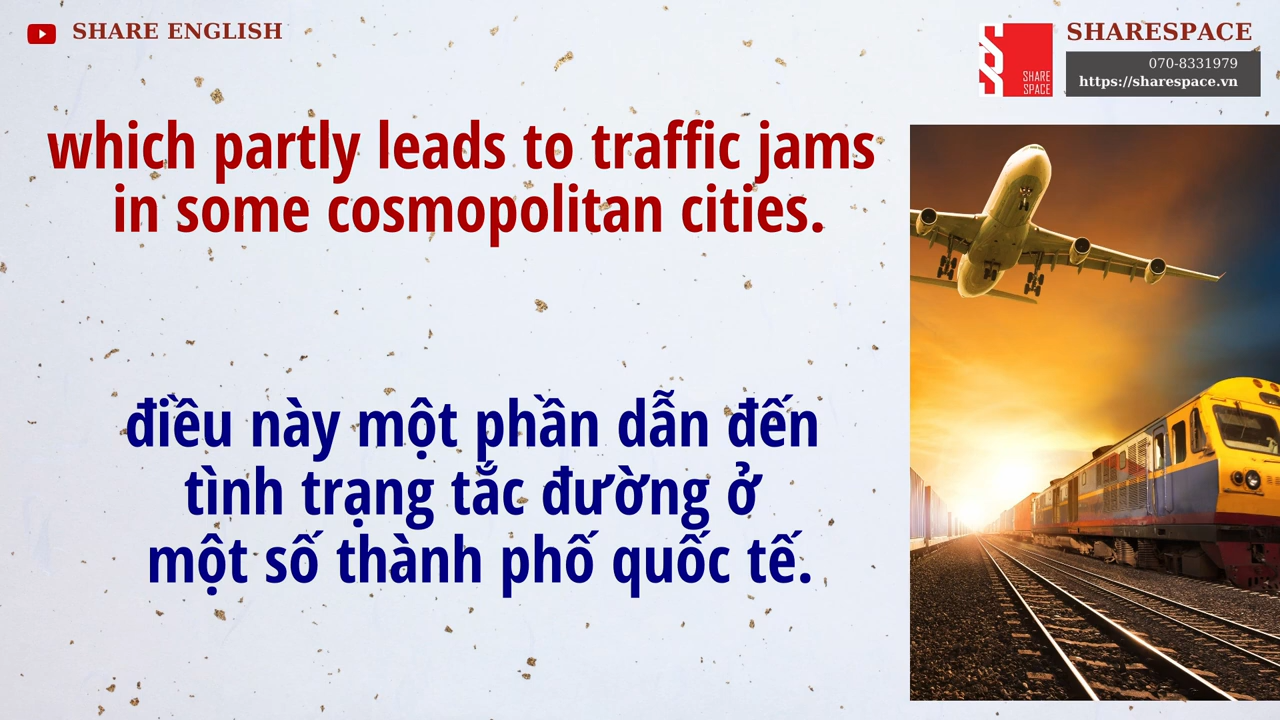 SHARE ENGLISH
SHARESPACE
070-8331979
https://sharespace.vn
SHARE
SPACE
which partly leads to traffic jams
in some cosmopolitan cities.
điều này một phần dẫn đến
tình trạng tắc đường ở
một số thành phố quốc tế.